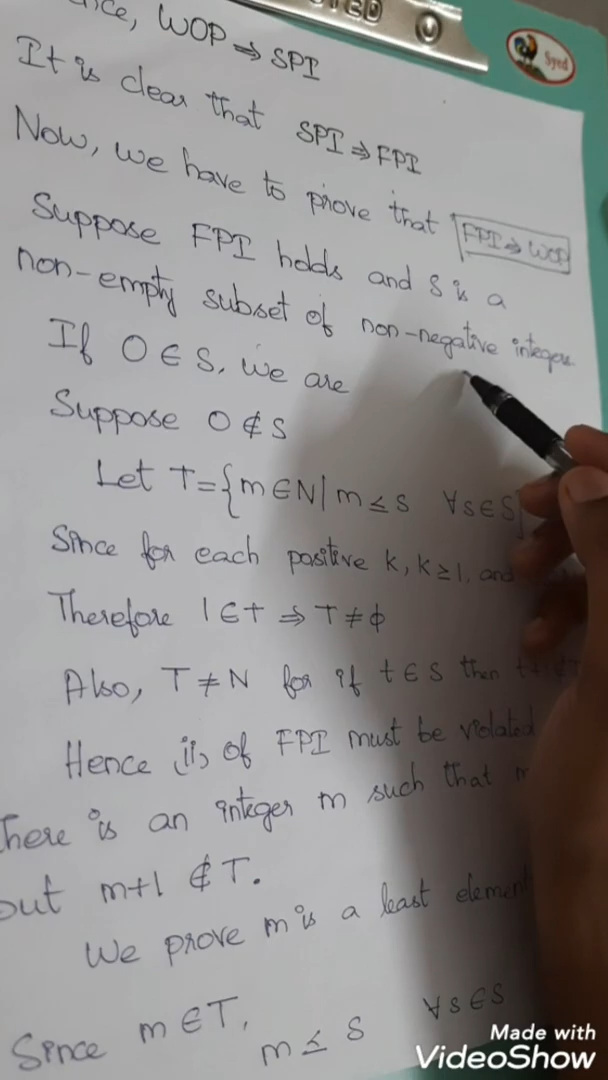 WOP ⇒ SPI
It is clear that SPI ⇒ FPI
Now, we have to prove that FPI ⇒ WOP
Suppose FPI holds and S is a
non-empty subset of non-negative integers
If 0 ∈ S, we are
Suppose 0 ∉ S
Let T={m∈N|m≤s ∀s∈S}
Since for each positive k, k≥1, and
Therefore 1∈T ⇒ T≠φ
Also, T≠N for if t∈S then
Hence (ii) of FPI must be violated
There is an integer m such that
but m+1 ∉ T.
We prove m is a least element
Since m∈T, m≤s ∀s∈S
Syed
Made with
VideoShow